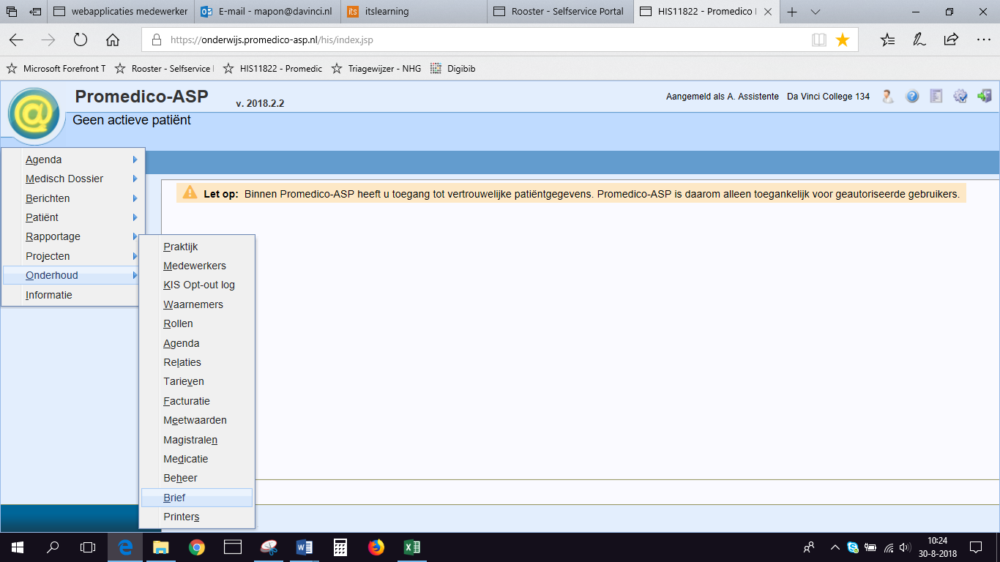 webapplicaties medewerker
E-mail - mapon@davinci.nl
itslearning
Rooster - Selfservice Portal
HIS11822 - Promedico
https://onderwijs.promedico-asp.nl/his/index.jsp
Microsoft Forefront T
Rooster - Selfservice
HIS11822 - Promedic
Triagewijzer - NHG
Digibib
Promedico-ASP
v. 2018.2.2
Aangemeld als A. Assistente Da Vinci College 134
Geen actieve patiënt
Agenda
Medisch Dossier
Berichten
Patiënt
Rapportage
Projecten
Onderhoud
Informatie
Let op: Binnen Promedico-ASP heeft u toegang tot vertrouwelijke patiëntgegevens. Promedico-ASP is daarom alleen toegankelijk voor geautoriseerde gebruikers.
Praktijk
Medewerkers
KIS Opt-out log
Waarnemers
Rollen
Agenda
Relaties
Tarieven
Facturatie
Meetwaarden
Magistralen
Medicatie
Beheer
Brief
Printers
10:24
30-8-2018